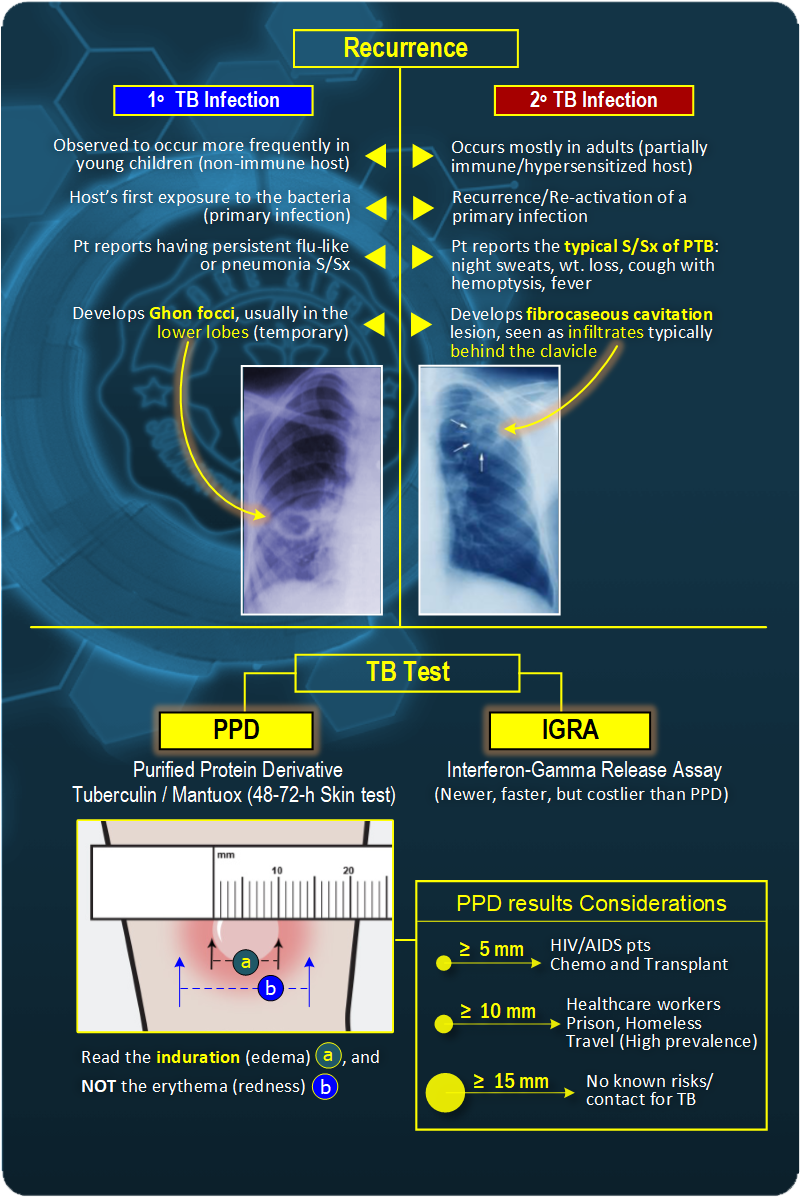 Recurrence
1° TB Infection
Observed to occur more frequently in
young children (non-immune host)
Host's first exposure to the bacteria
(primary infection)
Pt reports having persistent flu-like
or pneumonia S/Sx
Develops Ghon focci, usually in the
lower lobes (temporary)
2° TB Infection
Occurs mostly in adults (partially
immune/hypersensitized host)
Recurrence/Re-activation of a
primary infection
Pt reports the typical S/Sx of PTB:
night sweats, wt. loss, cough with
hemoptysis, fever
Develops fibrocaseous cavitation
lesion, seen as infiltrates typically
behind the clavicle
TB Test
PPD
Purified Protein Derivative
Tuberculin / Mantuox (48-72-h Skin test)
IGRA
Interferon-Gamma Release Assay
(Newer, faster, but costlier than PPD)
mm
10
20
a
b
Read the induration (edema) a, and
NOT the erythema (redness) b
PPD results Considerations
≥ 5 mm
HIV/AIDS pts
Chemo and Transplant
≥ 10 mm
Healthcare workers
Prison, Homeless
Travel (High prevalence)
≥ 15 mm
No known risks/
contact for TB